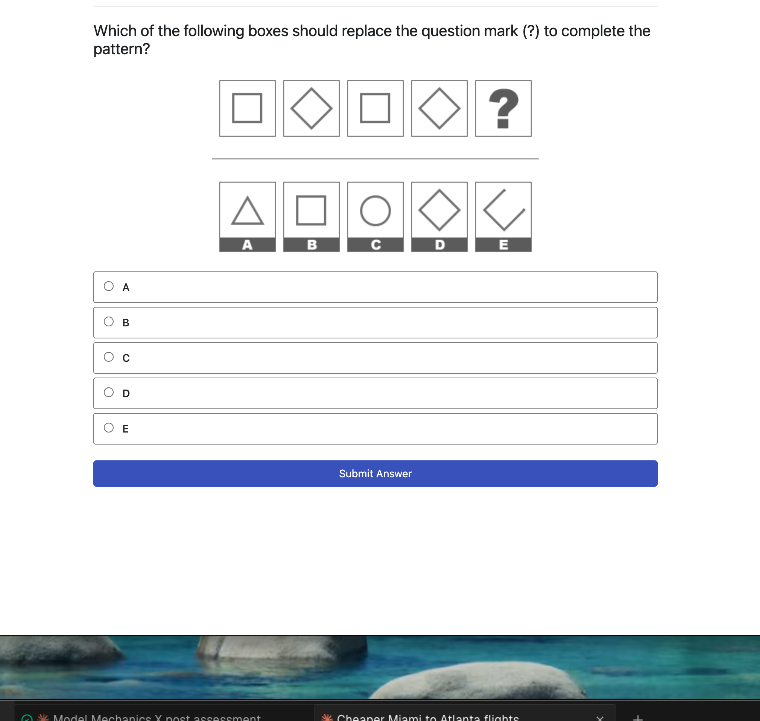 Which of the following boxes should replace the question mark (?) to complete the
pattern?
?
A B C D E
A
B
C
D
E
Submit Answer
Model Mechanics X post assessment
Cheaper Miami to Atlanta flights